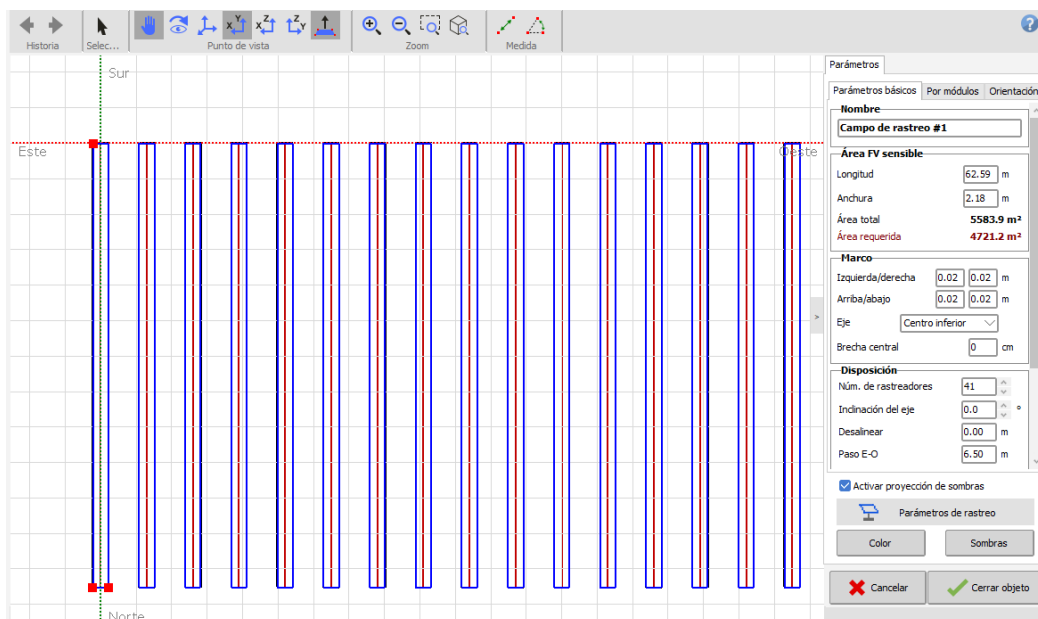 Historia
Selec...
Punto de vista
Zoom
Medida
Sur
Este
Oeste
Norte
>
Parámetros
Parámetros básicos Por módulos Orientación
Nombre
Campo de rastreo #1
Área FV sensible
Longitud 62.59 m
Anchura 2.18 m
Área total 5583.9 m²
Área requerida 4721.2 m²
Marco
Izquierda/derecha 0.02 0.02 m
Arriba/abajo 0.02 0.02 m
Eje Centro inferior
Brecha central 0 cm
Disposición
Núm. de rastreadores 41
Inclinación del eje 0.0 °
Desalinear 0.00 m
Paso E-O 6.50 m
Activar proyección de sombras
Parámetros de rastreo
Color Sombras
Cancelar Cerrar objeto